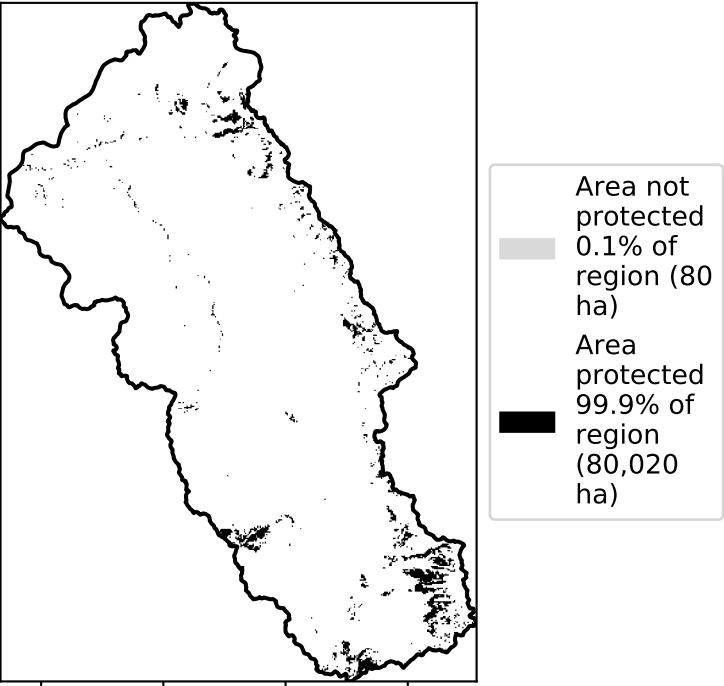 Area not
protected
0.1% of
region (80
ha)
Area
protected
99.9% of
region
(80,020
ha)